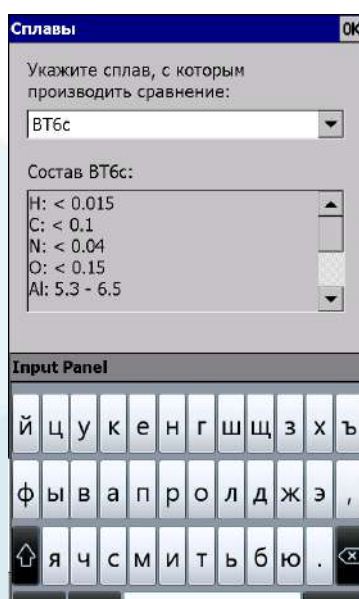 Сплавы
OK
Укажите сплав, с которым
производить сравнение:
ВТ6с
Состав ВТ6с:
H: < 0.015
C: < 0.1
N: < 0.04
O: < 0.15
Al: 5.3 - 6.5
Input Panel
й ц у к е н г ш щ з х ъ
ф ы в а п р о л д ж э ,
я ч с м и т ь б ю .